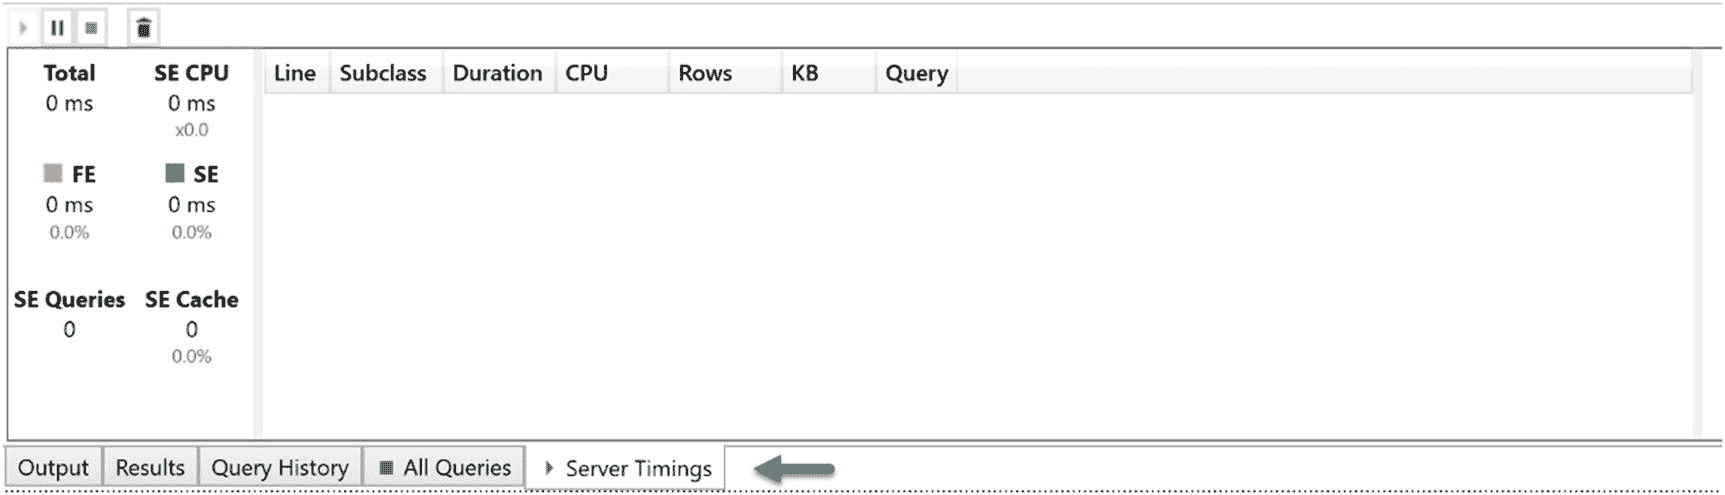 Total SE CPU Line Subclass Duration CPU Rows KB Query
0 ms 0 ms
x0.0
FE SE
0 ms 0 ms
0.0% 0.0%
SE Queries SE Cache
0 0
0.0%
Output Results Query History All Queries Server Timings